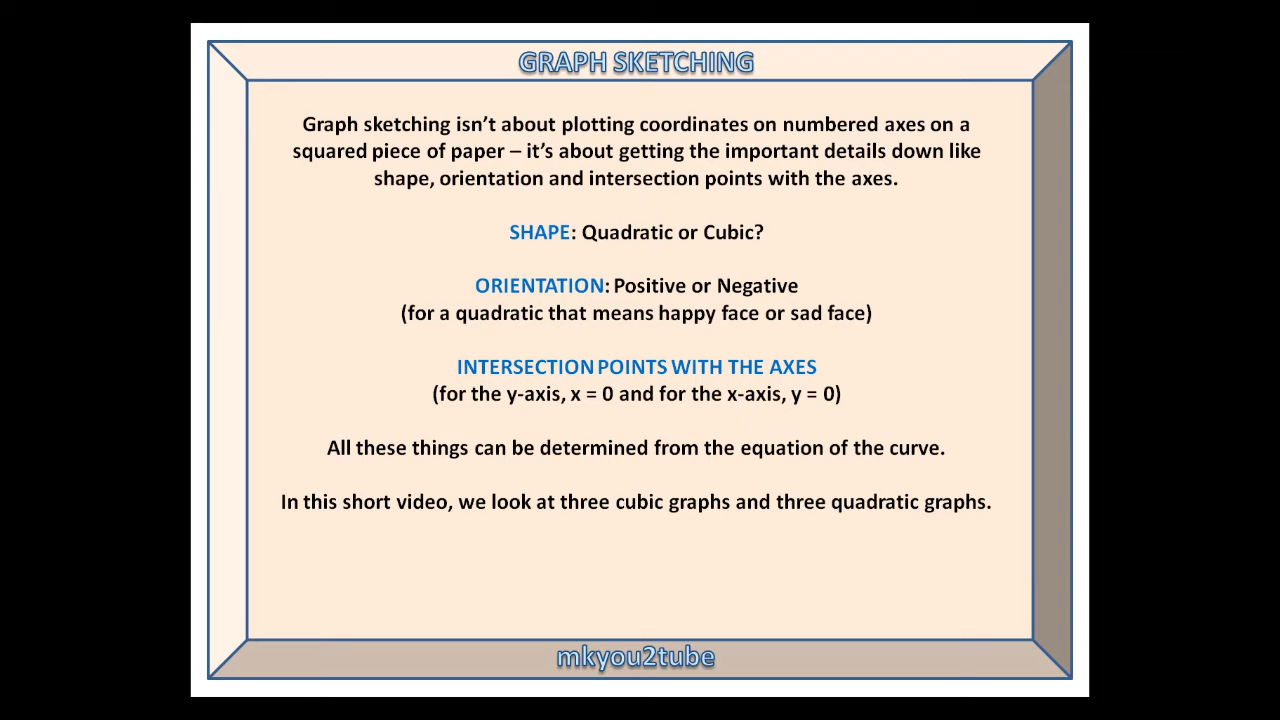 GRAPH SKETCHING
Graph sketching isn't about plotting coordinates on numbered axes on a
squared piece of paper – it's about getting the important details down like
shape, orientation and intersection points with the axes.
SHAPE: Quadratic or Cubic?
ORIENTATION: Positive or Negative
(for a quadratic that means happy face or sad face)
INTERSECTION POINTS WITH THE AXES
(for the y-axis, x = 0 and for the x-axis, y = 0)
All these things can be determined from the equation of the curve.
In this short video, we look at three cubic graphs and three quadratic graphs.
mkyou2tube